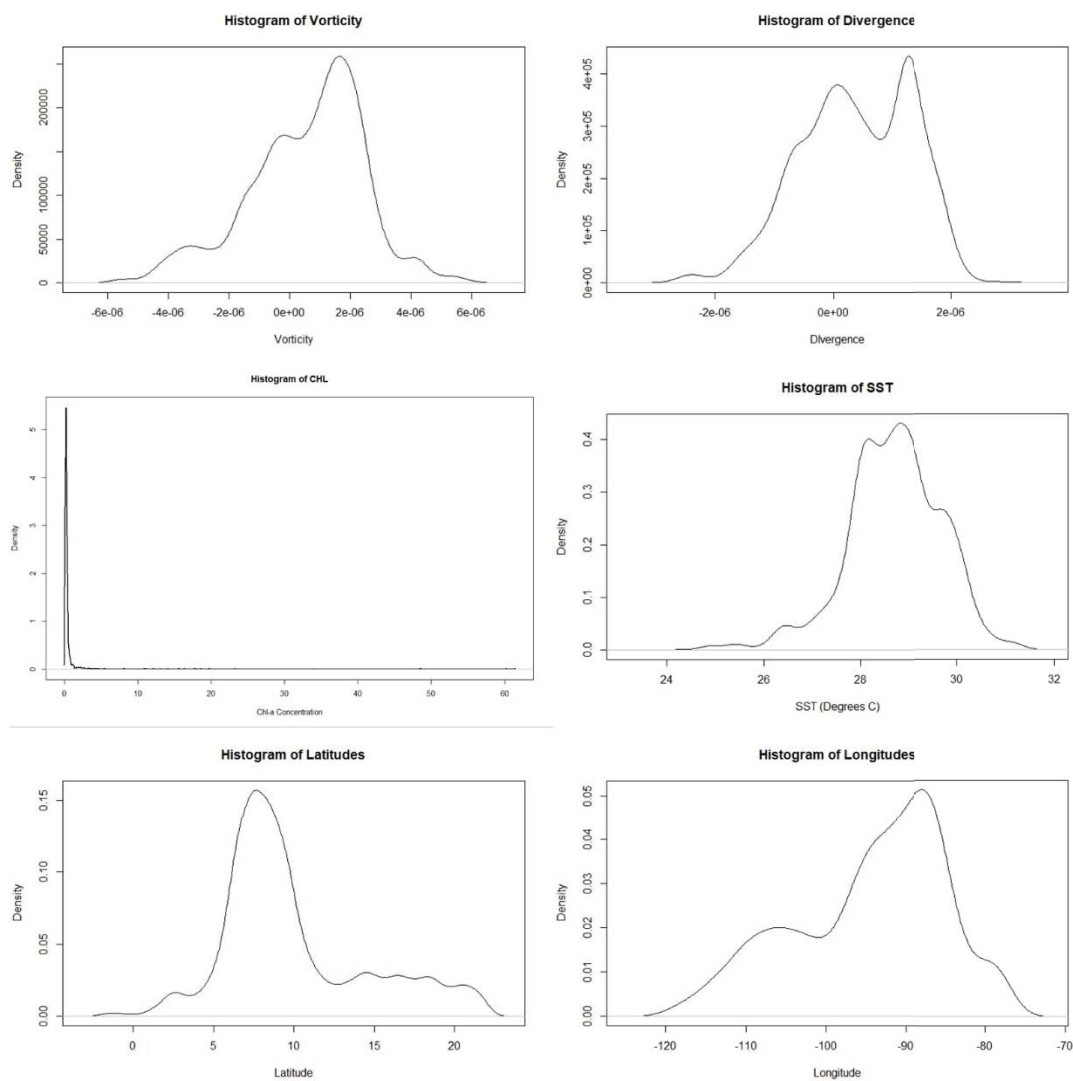 Histogram of Vorticity
Density
0
50000
100000
200000
-6e-06 -4e-06 -2e-06 0e+00 2e-06 4e-06 6e-06
Vorticity
Histogram of Divergence
Density
0e+00
1e+05
2e+05
3e+05
4e+05
-2e-06 0e+00 2e-06
DIvergence
Histogram of CHL
Density
0
1
2
3
4
5
0 10 20 30 40 50 60
Chl-a Concentration
Histogram of SST
Density
0.0
0.1
0.2
0.3
0.4
24 26 28 30 32
SST (Degrees C)
Histogram of Latitudes
Density
0.00
0.05
0.10
0.15
0 5 10 15 20
Latitude
Histogram of Longitudes
Density
0.00
0.01
0.02
0.03
0.04
0.05
-120 -110 -100 -90 -80 -70
Longitude